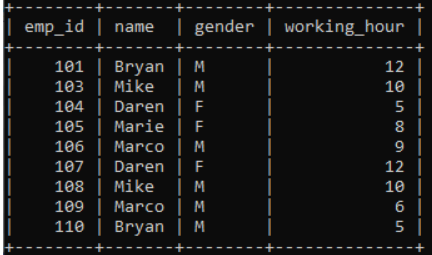 +--------+-------+--------+--------------+
| emp_id | name  | gender | working_hour |
+--------+-------+--------+--------------+
|    101 | Bryan | M      |           12 |
|    103 | Mike  | M      |           10 |
|    104 | Daren | F      |            5 |
|    105 | Marie | F      |            8 |
|    106 | Marco | M      |            9 |
|    107 | Daren | F      |           12 |
|    108 | Mike  | M      |           10 |
|    109 | Marco | M      |            6 |
|    110 | Bryan | M      |            5 |
+--------+-------+--------+--------------+